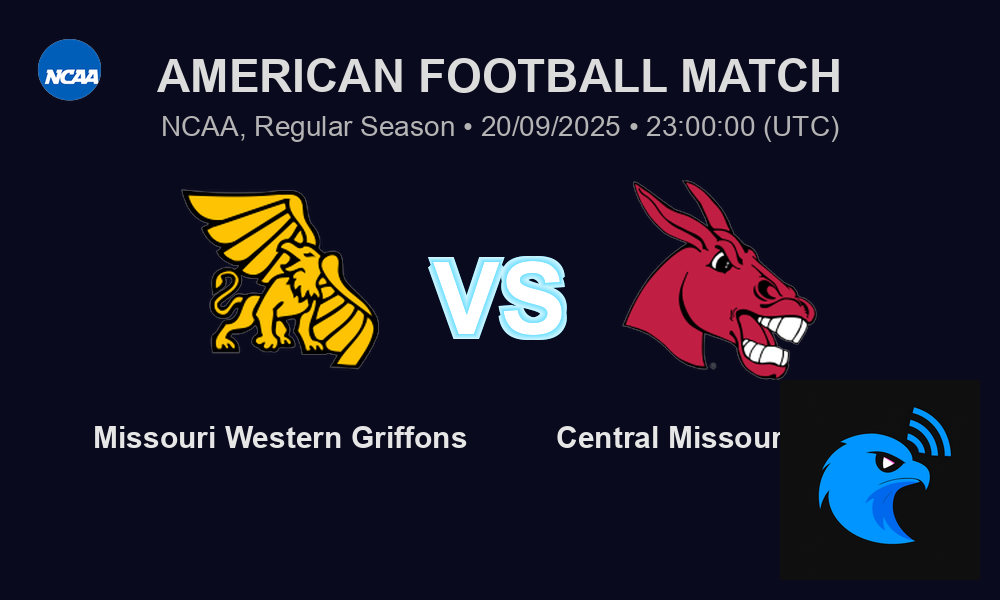 NCAA
AMERICAN FOOTBALL MATCH
NCAA, Regular Season • 20/09/2025 • 23:00:00 (UTC)
VS
Missouri Western Griffons
Central